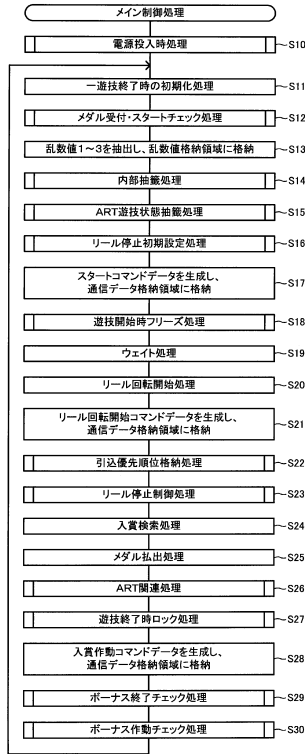 メイン制御処理
電源投入時処理 S10
一遊技終了時の初期化処理 S11
メダル受付・スタートチェック処理 S12
乱数値1～3を抽出し、乱数値格納領域に格納 S13
内部抽籤処理 S14
ART遊技状態抽籤処理 S15
リール停止初期設定処理 S16
スタートコマンドデータを生成し、
通信データ格納領域に格納 S17
遊技開始時フリーズ処理 S18
ウェイト処理 S19
リール回転開始処理 S20
リール回転開始コマンドデータを生成し、
通信データ格納領域に格納 S21
引込優先順位格納処理 S22
リール停止制御処理 S23
入賞検索処理 S24
メダル払出処理 S25
ART関連処理 S26
遊技終了時ロック処理 S27
入賞作動コマンドデータを生成し、
通信データ格納領域に格納 S28
ボーナス終了チェック処理 S29
ボーナス作動チェック処理 S30